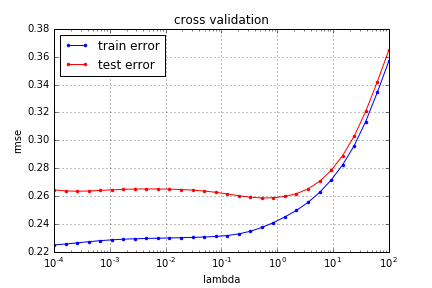 cross validation
train error
test error
rmse
0.38
0.36
0.34
0.32
0.30
0.28
0.26
0.24
0.22
10⁻⁴ 10⁻³ 10⁻² 10⁻¹ 10⁰ 10¹ 10²
lambda